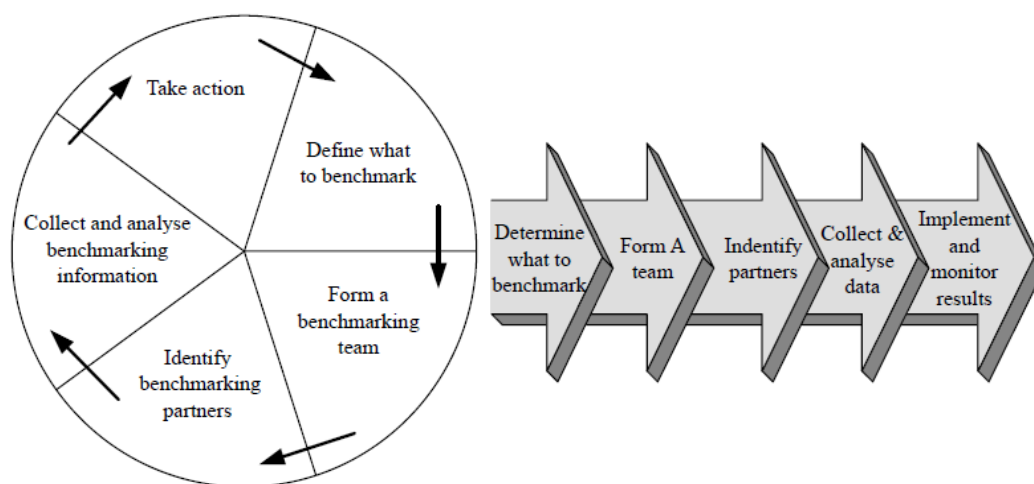 Take action
Define what
to benchmark
Form a
benchmarking
team
Identify
benchmarking
partners
Collect and analyse
benchmarking
information
Determine
what to
benchmark
Form A
team
Indentify
partners
Collect &
analyse
data
Implement
and
monitor
results